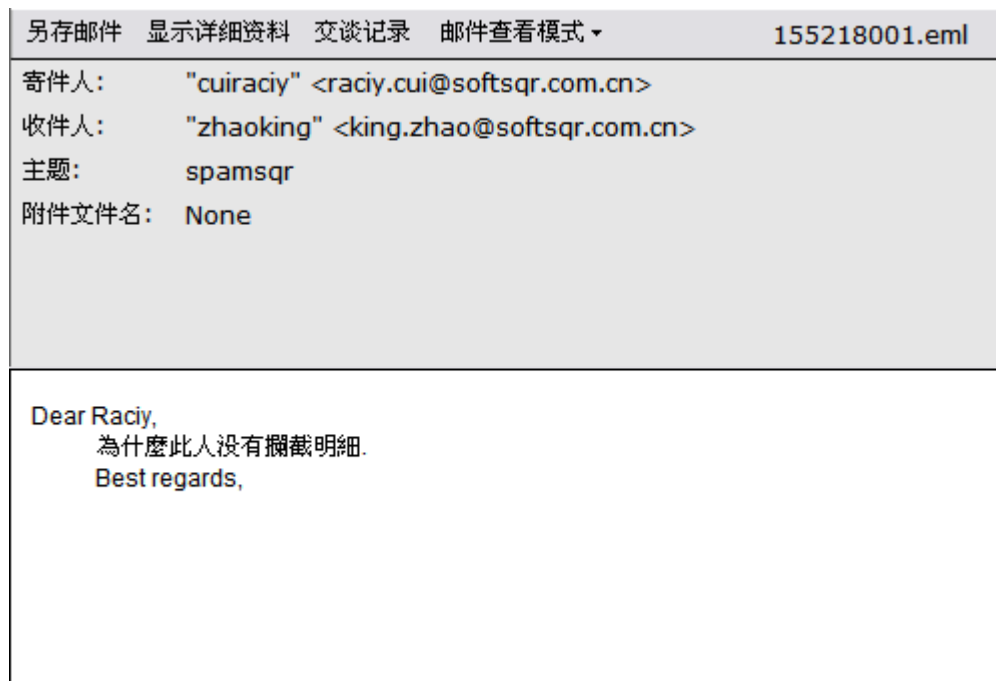 另存邮件 显示详细资料 交谈记录 邮件查看模式 155218001.eml
寄件人: "cuiraciy" <raciy.cui@softsqr.com.cn>
收件人: "zhaoking" <king.zhao@softsqr.com.cn>
主题: spamsqr
附件文件名: None
Dear Raciy,
為什麼此人没有攔截明細.
Best regards,